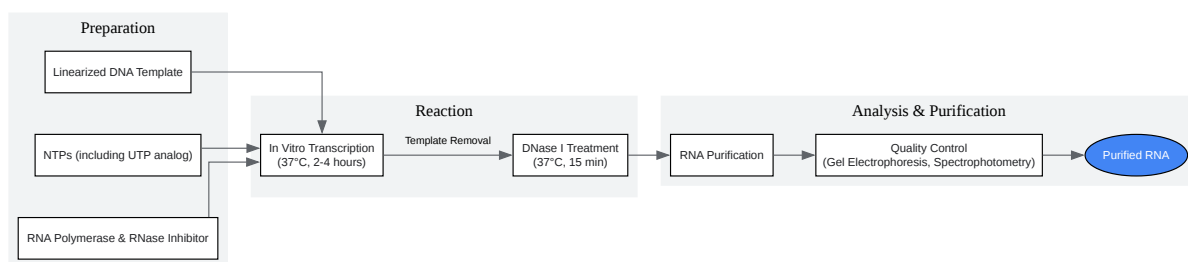 Preparation
Linearized DNA Template
NTPs (including UTP analog)
RNA Polymerase & RNase Inhibitor
Reaction
In Vitro Transcription
(37°C, 2-4 hours)
Template Removal
DNase I Treatment
(37°C, 15 min)
Analysis & Purification
RNA Purification
Quality Control
(Gel Electrophoresis, Spectrophotometry)
Purified RNA